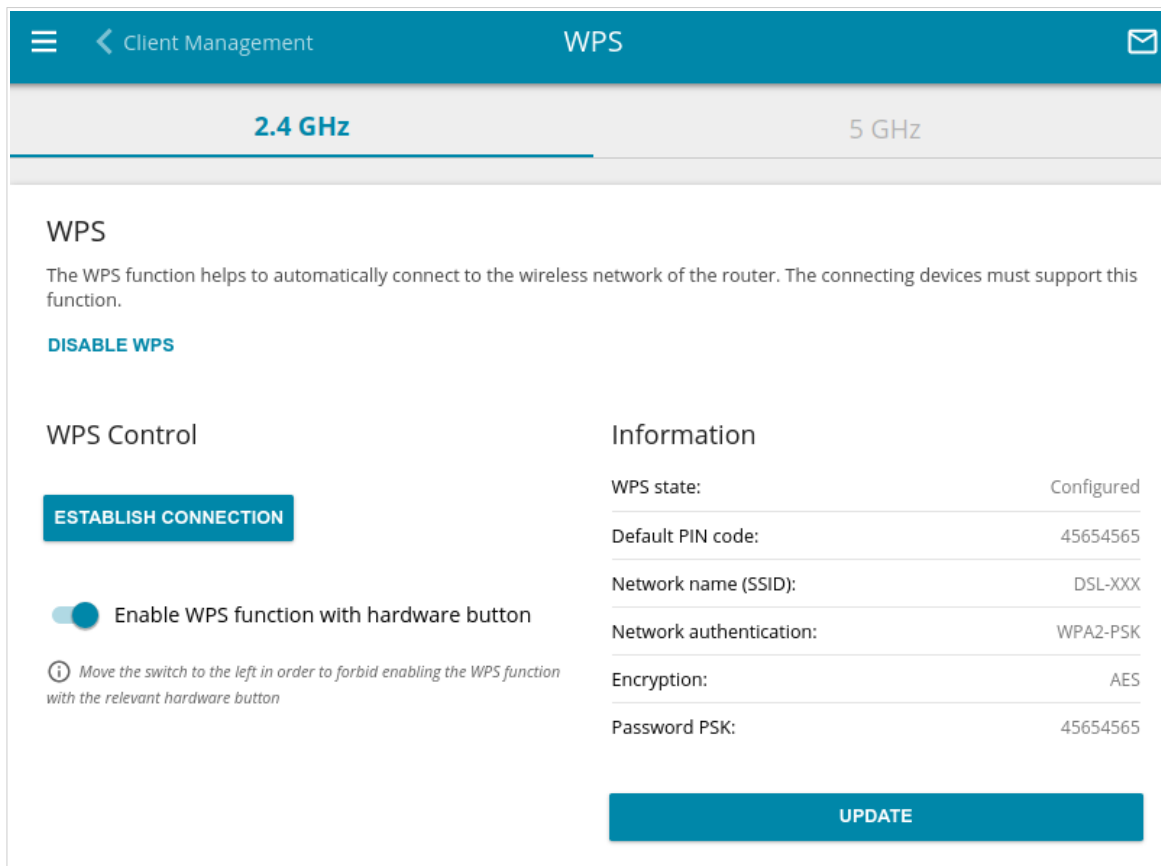 Client Management
WPS
2.4 GHz
5 GHz
WPS
The WPS function helps to automatically connect to the wireless network of the router. The connecting devices must support this
function.
DISABLE WPS
WPS Control
ESTABLISH CONNECTION
Enable WPS function with hardware button
Move the switch to the left in order to forbid enabling the WPS function
with the relevant hardware button
Information
WPS state: Configured
Default PIN code: 45654565
Network name (SSID): DSL-XXX
Network authentication: WPA2-PSK
Encryption: AES
Password PSK: 45654565
UPDATE